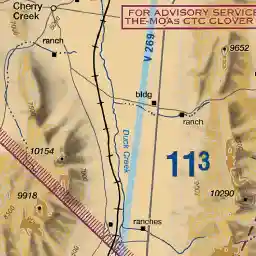 Cherry
Creek
FOR ADVISORY SERVICE
THE MOAs CTC CLOVER
ranch
V 269
9652
bldg
ranch
Duck Creek
11³
10154
9918
10290
ranches